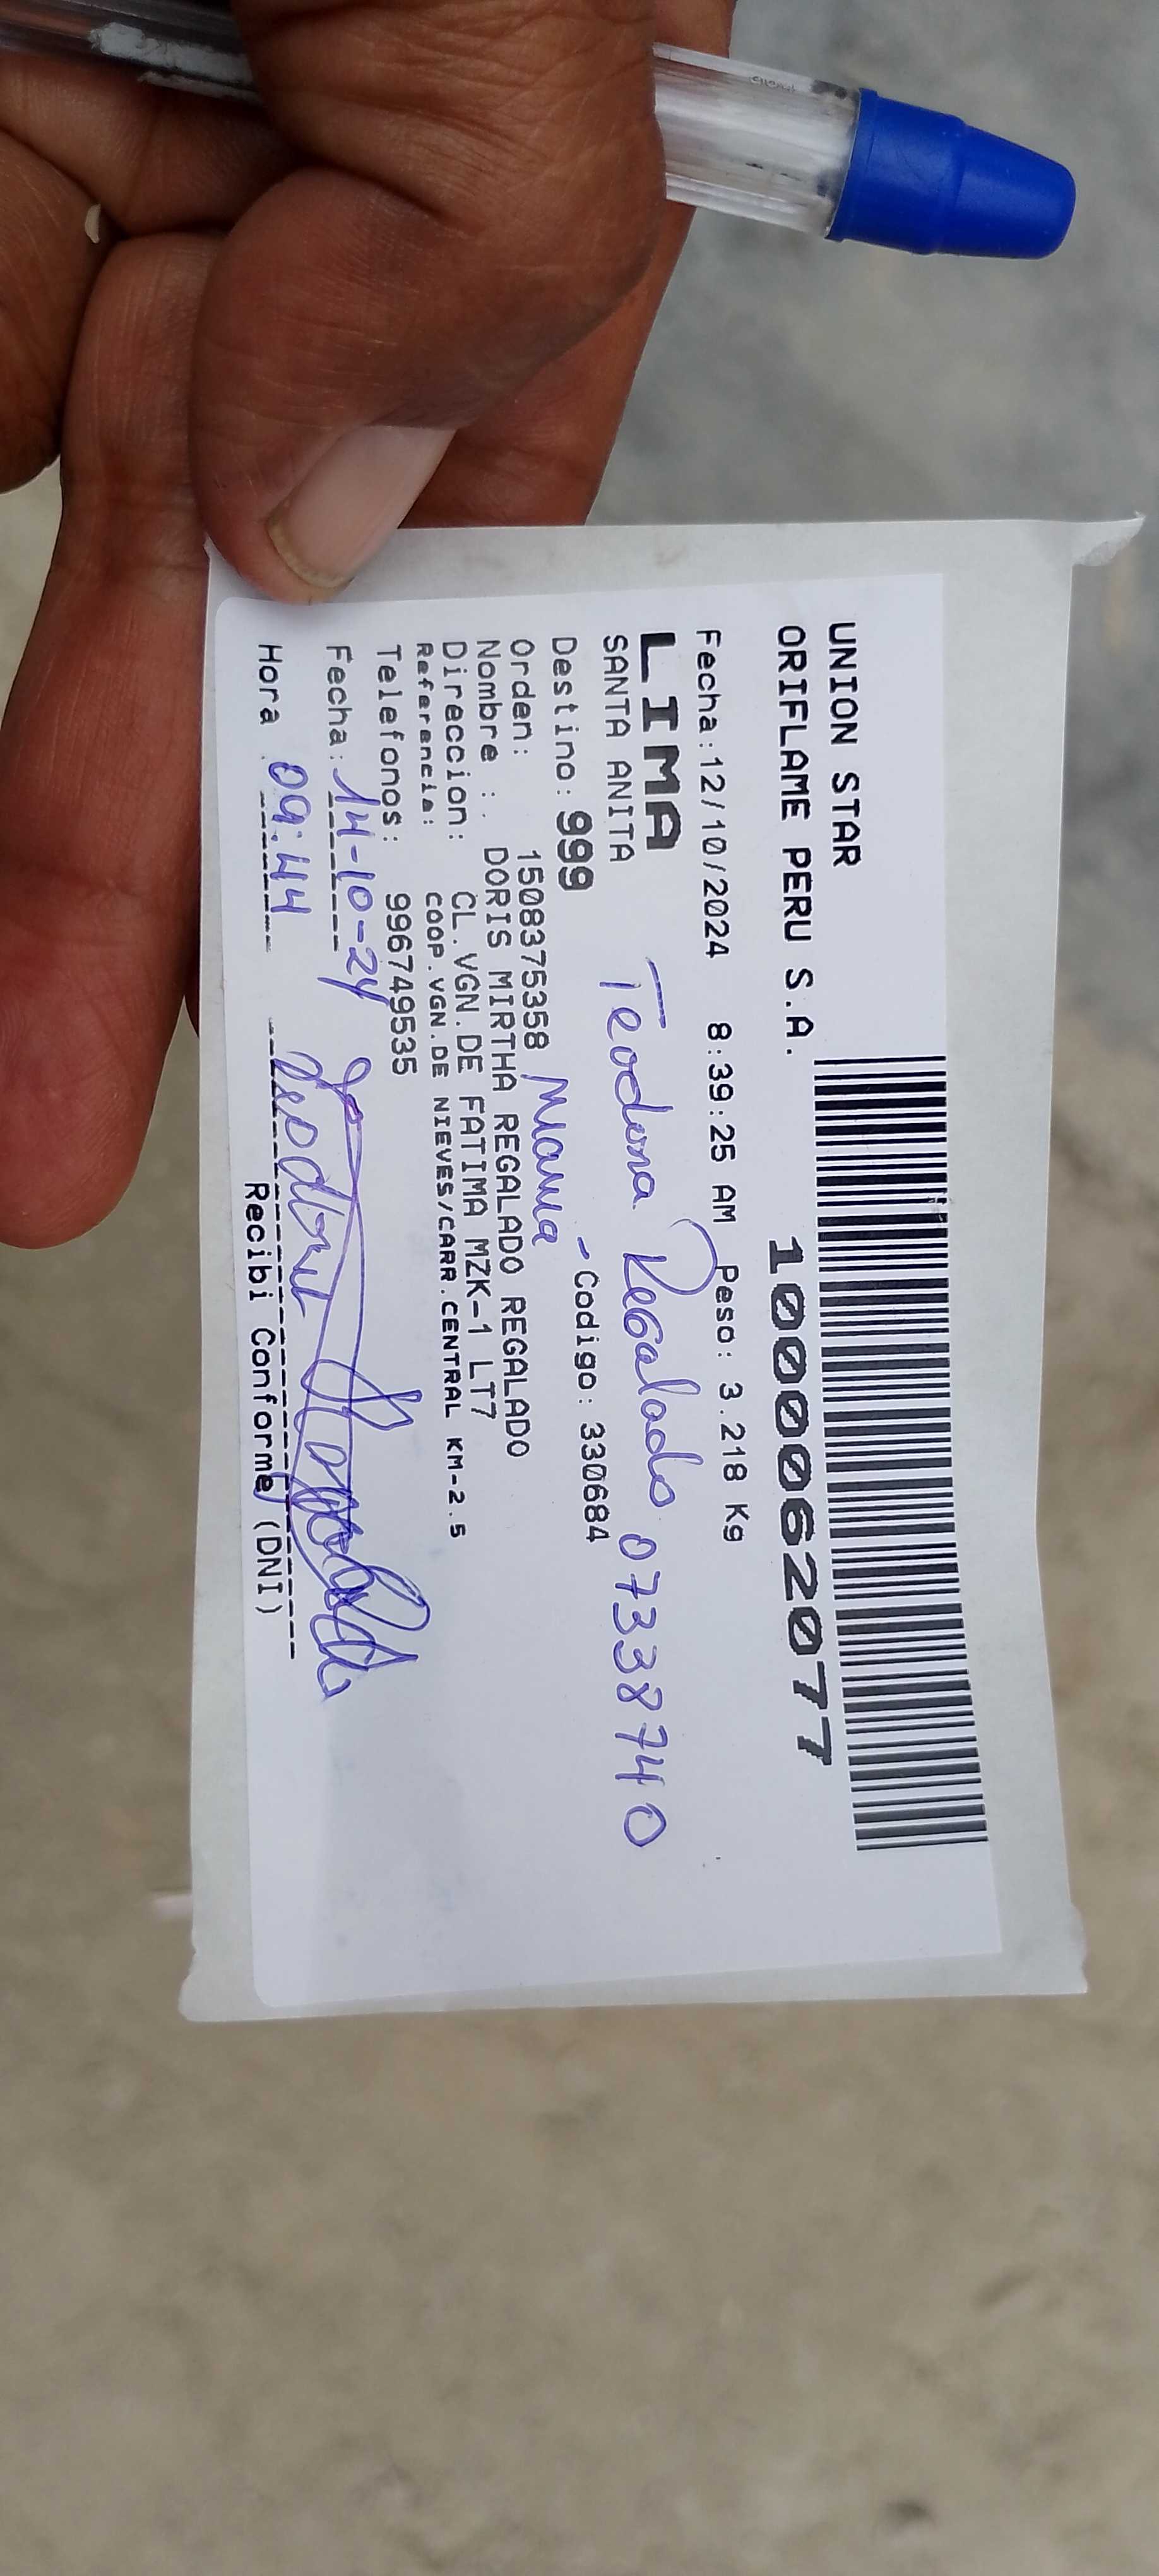 UNION STAR
ORIFLAME PERU S.A.
1000062077
Fecha:12/10/2024 8:39:25 AM Peso: 3.218 Kg
LIMA
SANTA ANITA
Teodora Regalado 07338740
Destino: 999 - Codigo: 330684
Mama
Orden: 1508375358
Nombre : . DORIS MIRTHA REGALADO REGALADO
Direccion: CL.VGN.DE FATIMA MZK-1 LT7
Referencia: COOP.VGN.DE NIEVES/CARR.CENTRAL KM-2.5
Telefonos: 996749535
Fecha: 14-10-24
Hora 09:44
Recibi Conforme (DNI)